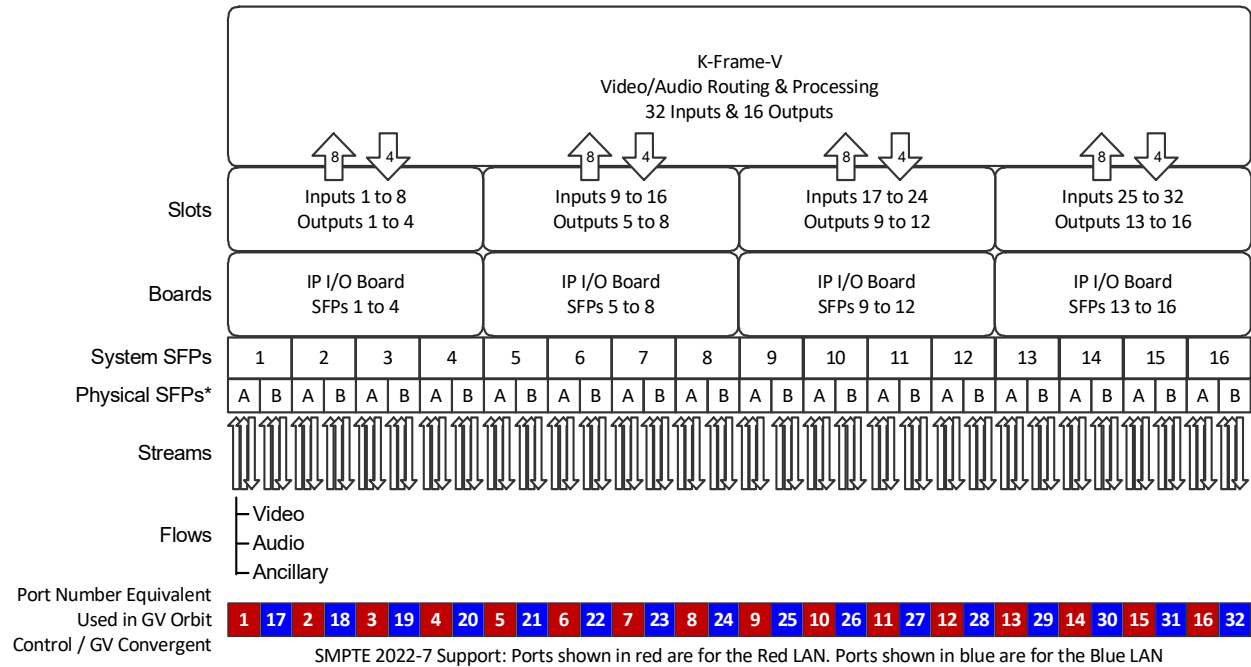 K-Frame-V
Video/Audio Routing & Processing
32 Inputs & 16 Outputs
8 4 8 4 8 4 8 4
Slots
Inputs 1 to 8 Inputs 9 to 16 Inputs 17 to 24 Inputs 25 to 32
Outputs 1 to 4 Outputs 5 to 8 Outputs 9 to 12 Outputs 13 to 16
Boards
IP I/O Board IP I/O Board IP I/O Board IP I/O Board
SFPs 1 to 4 SFPs 5 to 8 SFPs 9 to 12 SFPs 13 to 16
System SFPs 1 2 3 4 5 6 7 8 9 10 11 12 13 14 15 16
Physical SFPs* A B A B A B A B A B A B A B A B A B A B A B A B A B A B A B A B
Streams
Flows
Video
Audio
Ancillary
Port Number Equivalent
Used in GV Orbit
Control / GV Convergent
1 17 2 18 3 19 4 20 5 21 6 22 7 23 8 24 9 25 10 26 11 27 12 28 13 29 14 30 15 31 16 32
SMPTE 2022-7 Support: Ports shown in red are for the Red LAN. Ports shown in blue are for the Blue LAN